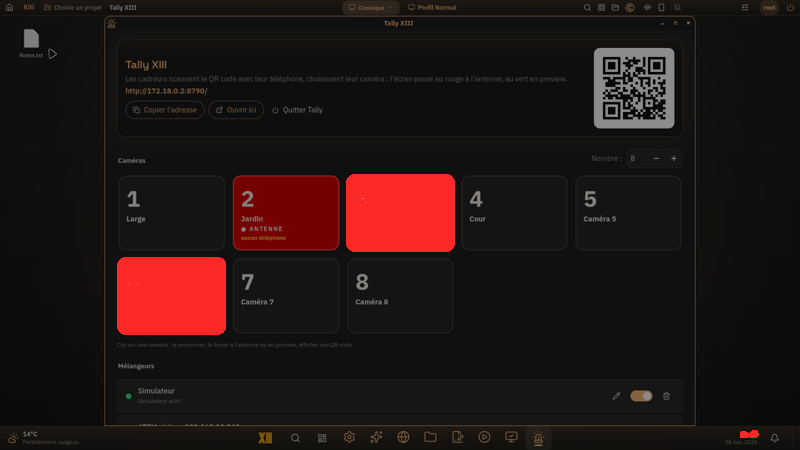 XIII Choisir un projet Tally XIII Classique Profil Normal root
Tally XIII
Notes.txt
Tally XIII
Les cadreurs scannent le QR code avec leur téléphone, choisissent leur caméra : l'écran passe au rouge à l'antenne, au vert en preview.
http://172.18.0.2:8790/
Copier l'adresse Ouvrir ici Quitter Tally
Caméras
Nombre : 8
1
Large
2
Jardin
ANTENNE
aucun téléphone
4
Cour
5
Caméra 5
7
Caméra 7
8
Caméra 8
Clic sur une caméra : la renommer, la forcer à l'antenne ou en preview, afficher son QR code.
Mélangeurs
Simulateur
Simulateur actif
14°C
Partiellement nuageux
XIII